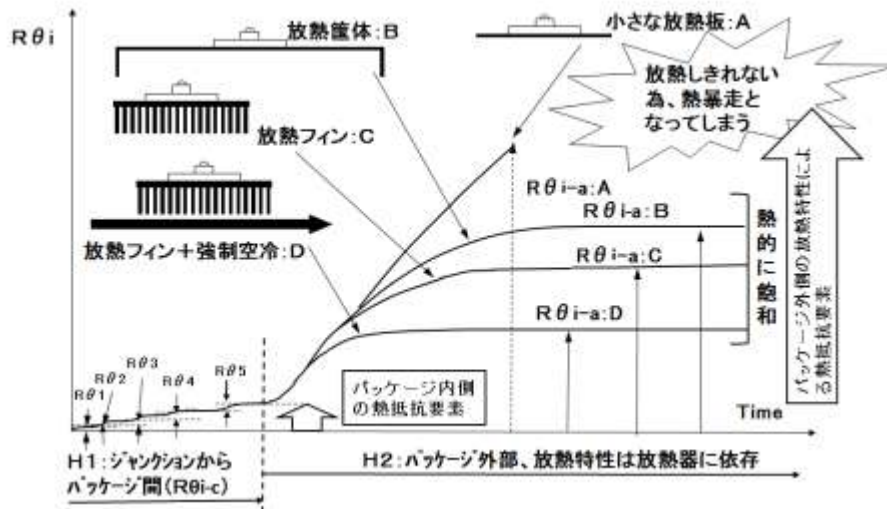 Rθi
放熱筐体：B
小さな放熱板：A
放熱しきれない
為、熱暴走と
なってしまう
放熱フィン：C
放熱フィン＋強制空冷：D
Rθi-a:A
Rθi-a:B
Rθi-a:C
Rθi-a:D
熱的に飽和
パッケージ外側の放熱特性によ
る熱抵抗要素
Rθ1
Rθ2
Rθ3
Rθ4
Rθ5
パッケージ内側
の熱抵抗要素
Time
H1：ジャンクションから
パッケージ間(Rθi-c)
H2：パッケージ外部、放熱特性は放熱器に依存